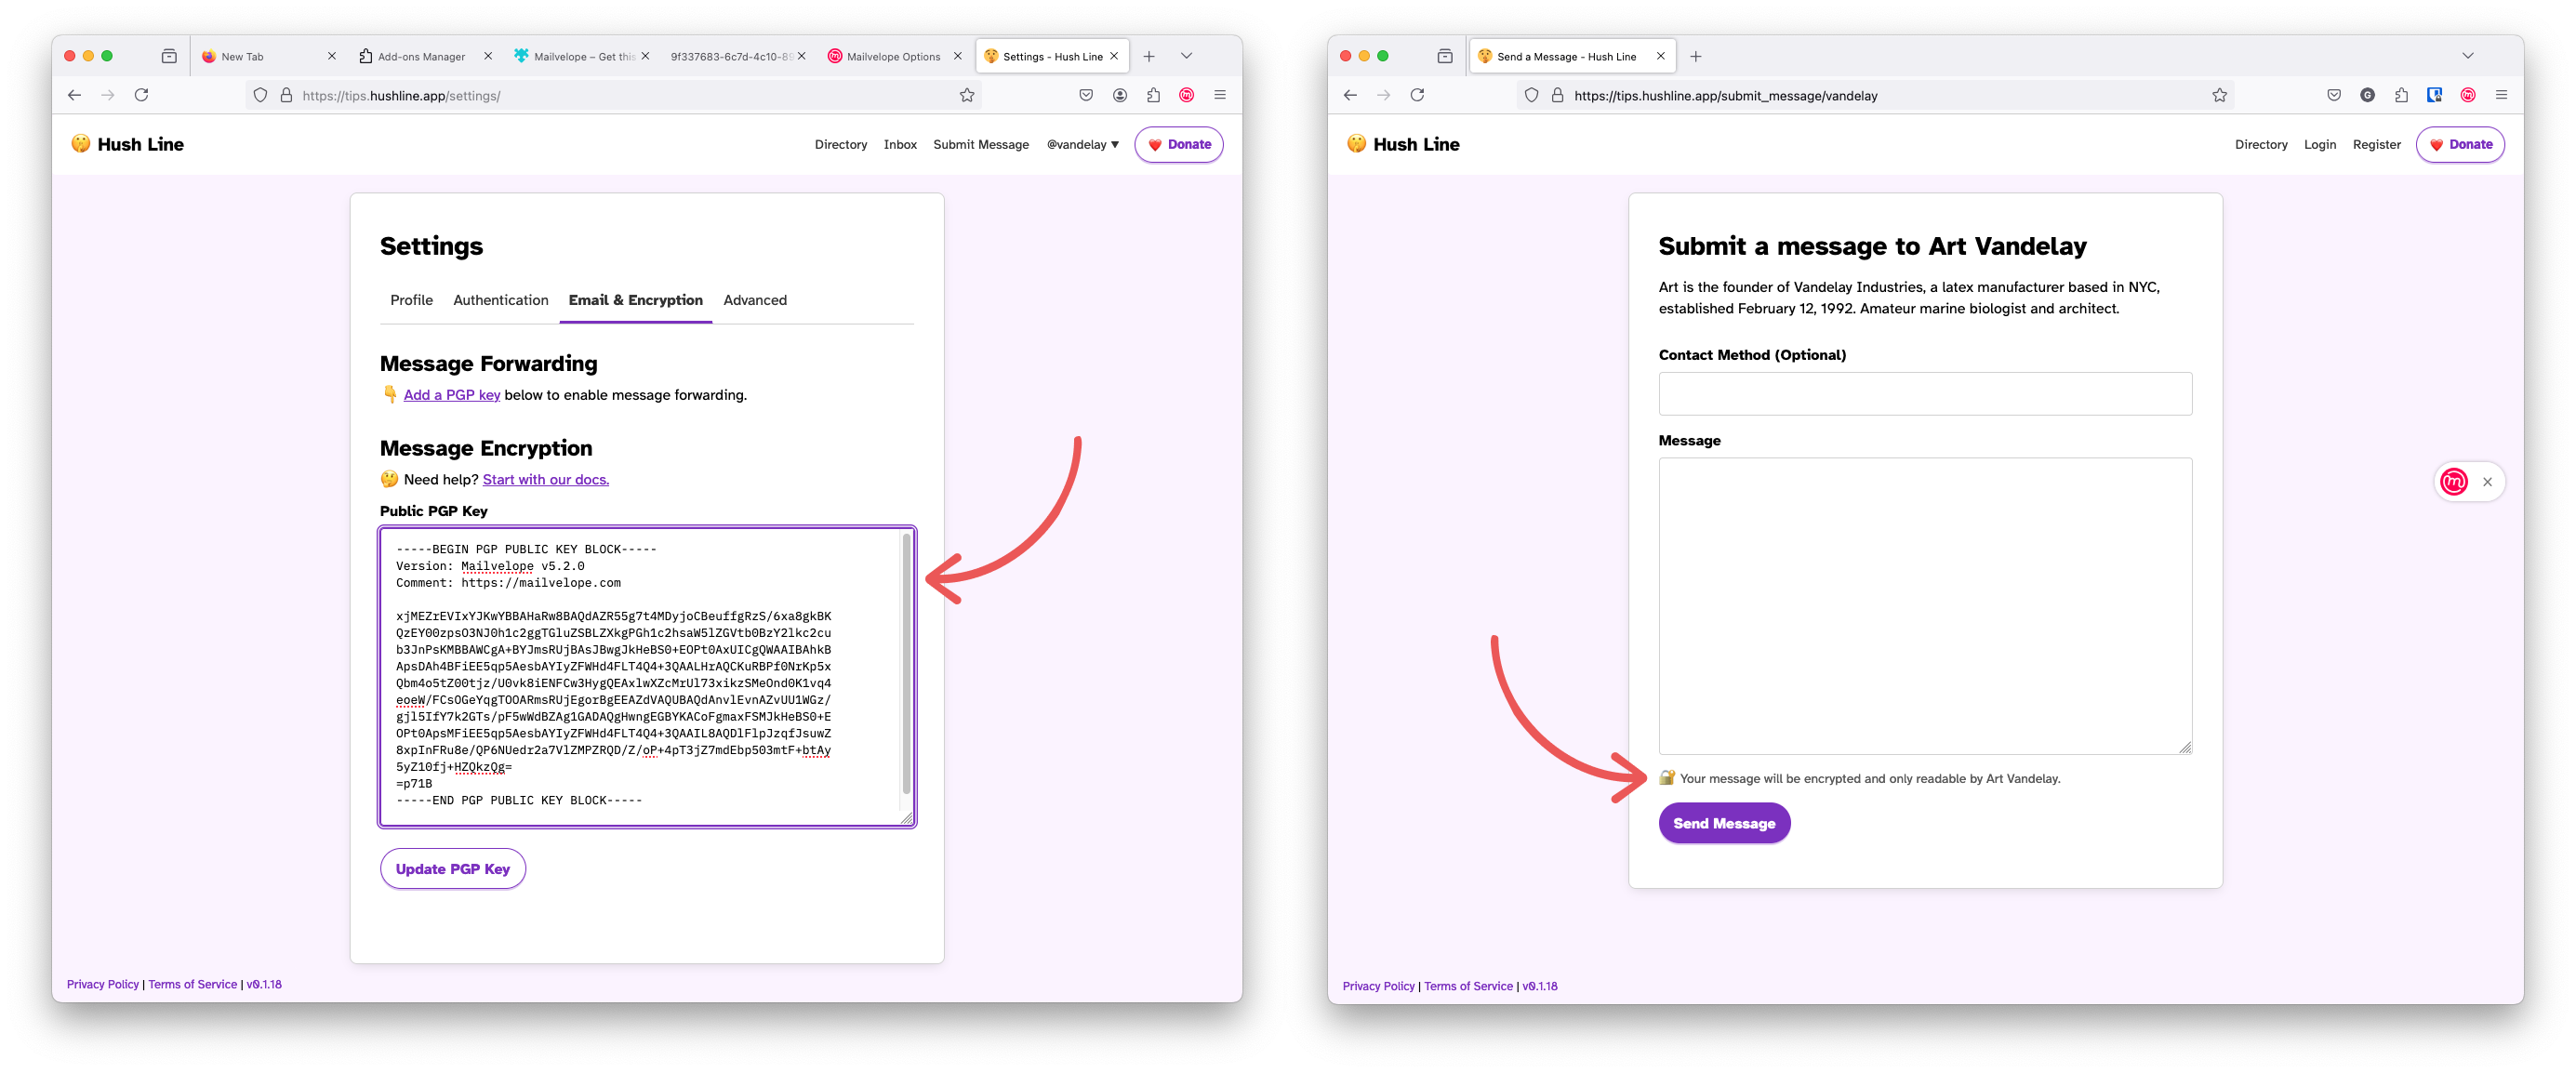 New Tab
Add-ons Manager
Mailvelope – Get this
9f337683-6c7d-4c10-89
Mailvelope Options
Settings - Hush Line
https://tips.hushline.app/settings/
Hush Line
Directory
Inbox
Submit Message
@vandelay ▼
Donate
Settings
Profile
Authentication
Email & Encryption
Advanced
Message Forwarding
👇 Add a PGP key below to enable message forwarding.
Message Encryption
🤔 Need help? Start with our docs.
Public PGP Key
-----BEGIN PGP PUBLIC KEY BLOCK-----
Version: Mailvelope v5.2.0
Comment: https://mailvelope.com
xjMEZrEVIxYJKwYBBAHaRw8BAQdAZR55g7t4MDyjoCBeuffgRzS/6xa8gkBK
QzEY00zpsO3NJ0h1c2ggTGluZSBLZXkgPGh1c2hsaW5lZGVtb0BzY2lkc2cu
b3JnPsKMBBAWCgA+BYJmsRUjBAsJBwgJkHeBS0+EOPt0AxUICgQWAAIBAhkB
ApsDAh4BFiEE5qp5AesbAYIyZFWHd4FLT4Q4+3QAALHrAQCKuRBPf0NrKp5x
Qbm4o5tZ00tjz/U0vk8iENFCw3HygQEAxlwXZcMrUl73xikzSMeOnd0K1vq4
eoeW/FCsOGeYqgTOOARmsRUjEgorBgEEAZdVAQUBAQdAnvlEvnAZvUU1WGz/
gjl5IfY7k2GTs/pF5wWdBZAg1GADAQgHwngEGBYKACoFgmaxFSMJkHeBS0+E
OPt0ApsMFiEE5qp5AesbAYIyZFWHd4FLT4Q4+3QAAIL8AQDlFlpJzqfJsuwZ
8xpInFRu8e/QP6NUedr2a7VlZMPZRQD/Z/oP+4pT3jZ7mdEbp503mtF+btAy
5yZ10fj+HZQkzQg=
=p71B
-----END PGP PUBLIC KEY BLOCK-----
Update PGP Key
Privacy Policy | Terms of Service | v0.1.18
Send a Message - Hush Line
https://tips.hushline.app/submit_message/vandelay
Hush Line
Directory
Login
Register
Donate
Submit a message to Art Vandelay
Art is the founder of Vandelay Industries, a latex manufacturer based in NYC,
established February 12, 1992. Amateur marine biologist and architect.
Contact Method (Optional)
Message
🔐 Your message will be encrypted and only readable by Art Vandelay.
Send Message
Privacy Policy | Terms of Service | v0.1.18